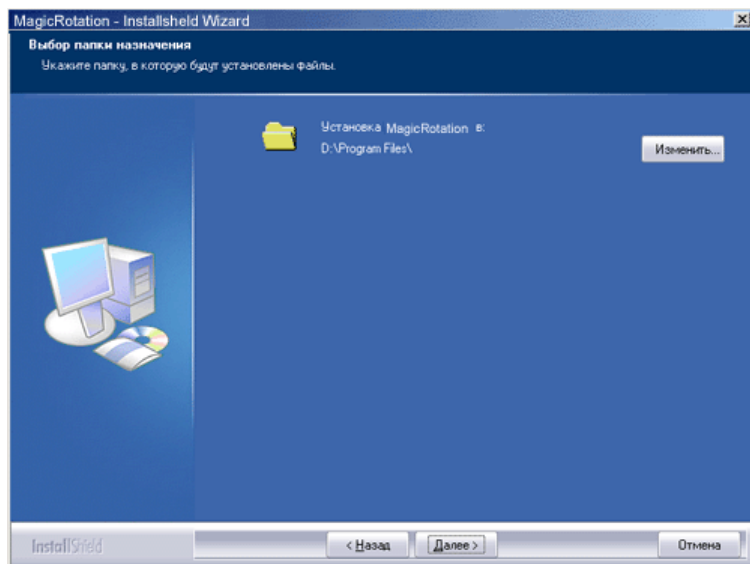 MagicRotation - Installsheld Wizard
Выбор папки назначения
Укажите папку, в которую будут установлены файлы.
Установка MagicRotation в:
D:\Program Files\
Изменить...
InstallShield
< Назад
Далее >
Отмена